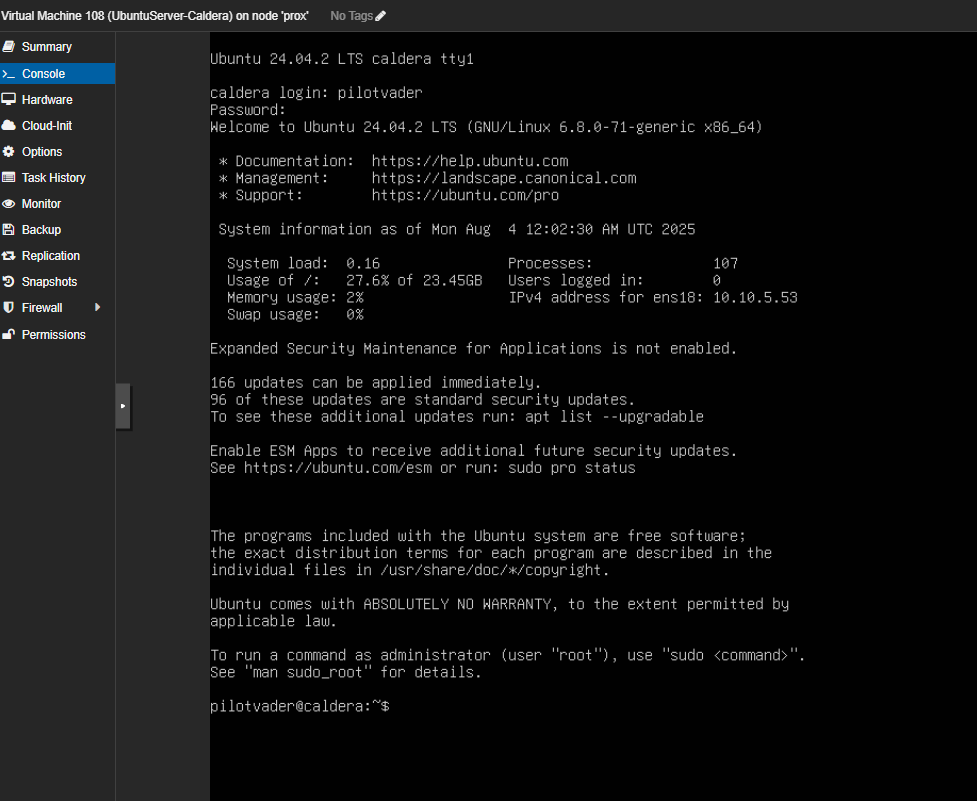 Virtual Machine 108 (UbuntuServer-Caldera) on node 'prox' No Tags
Summary
Console
Hardware
Cloud-Init
Options
Task History
Monitor
Backup
Replication
Snapshots
Firewall
Permissions
Ubuntu 24.04.2 LTS caldera tty1
caldera login: pilotvader
Password:
Welcome to Ubuntu 24.04.2 LTS (GNU/Linux 6.8.0-71-generic x86_64)
* Documentation: https://help.ubuntu.com
* Management: https://landscape.canonical.com
* Support: https://ubuntu.com/pro
System information as of Mon Aug 4 12:02:30 AM UTC 2025
System load: 0.16 Processes: 107
Usage of /: 27.6% of 23.45GB Users logged in: 0
Memory usage: 2% IPv4 address for ens18: 10.10.5.53
Swap usage: 0%
Expanded Security Maintenance for Applications is not enabled.
166 updates can be applied immediately.
96 of these updates are standard security updates.
To see these additional updates run: apt list --upgradable
Enable ESM Apps to receive additional future security updates.
See https://ubuntu.com/esm or run: sudo pro status
The programs included with the Ubuntu system are free software;
the exact distribution terms for each program are described in the
individual files in /usr/share/doc/*/copyright.
Ubuntu comes with ABSOLUTELY NO WARRANTY, to the extent permitted by
applicable law.
To run a command as administrator (user "root"), use "sudo <command>".
See "man sudo_root" for details.
pilotvader@caldera:~$